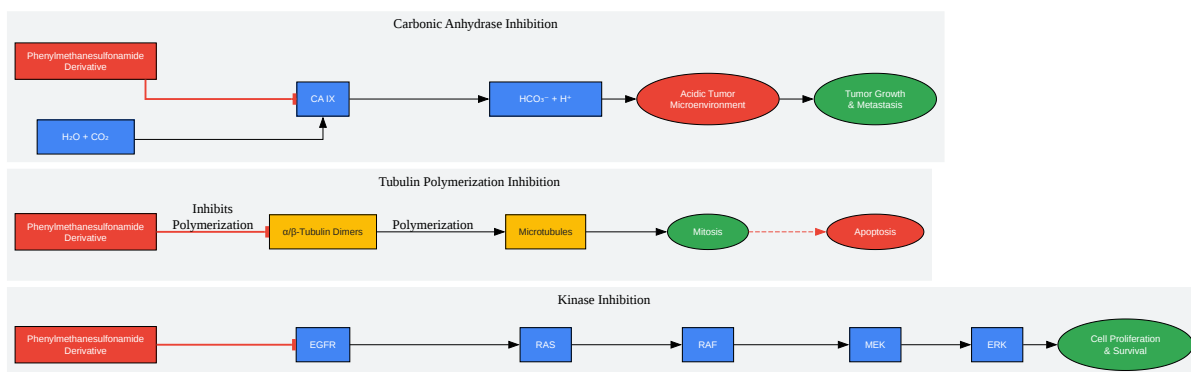 Carbonic Anhydrase Inhibition
Phenylmethanesulfonamide
Derivative
CA IX
HCO₃⁻ + H⁺
Acidic Tumor
Microenvironment
Tumor Growth
& Metastasis
H₂O + CO₂
Tubulin Polymerization Inhibition
Phenylmethanesulfonamide
Derivative
Inhibits
Polymerization
α/β-Tubulin Dimers
Polymerization
Microtubules
Mitosis
Apoptosis
Kinase Inhibition
Phenylmethanesulfonamide
Derivative
EGFR
RAS
RAF
MEK
ERK
Cell Proliferation
& Survival